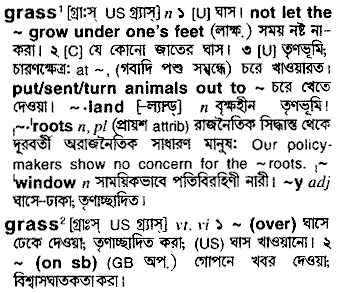 grass¹ [গ্রা:স্ US গ্র্যাস্] n ১ [U] ঘাস। not let the
~ grow under one's feet (লাক্ষ.) সময় নষ্ট না-
করা। ২ [C] যে কোনো জাতের ঘাস। ৩ [U] তৃণভূমি;
চারণক্ষেত্র: at ~, (গবাদি পশু সম্বন্ধে) চরে খাওয়ারত।
put/sent/turn animals out to ~ চরে খেতে
দেওয়া। ~-land [-ল্যান্ড্] n বৃক্ষহীন তৃণভূমি।
¦~-ˈroots n, pl (প্রায়শ attrib) রাজনৈতিক সিদ্ধান্ত থেকে
দূরবর্তী অরাজনৈতিক সাধারণ মানুষ: Our policy-
makers show no concern for the ~roots. ¦~
ˈwindow n সাময়িকভাবে পতিবিরহিণী নারী। ~y adj
ঘাসে-ঢাকা; তৃণাচ্ছাদিত।
grass² [গ্রা:স্ US গ্র্যাস্] vt, vi ১ ~ (over) ঘাসে
ঢেকে দেওয়া; তৃণাচ্ছাদিত করা; (US) ঘাস খাওয়ানো। ২
~ (on sb) (GB অপ.) গোপনে খবর দেওয়া;
বিশ্বাসঘাতকতা করা।